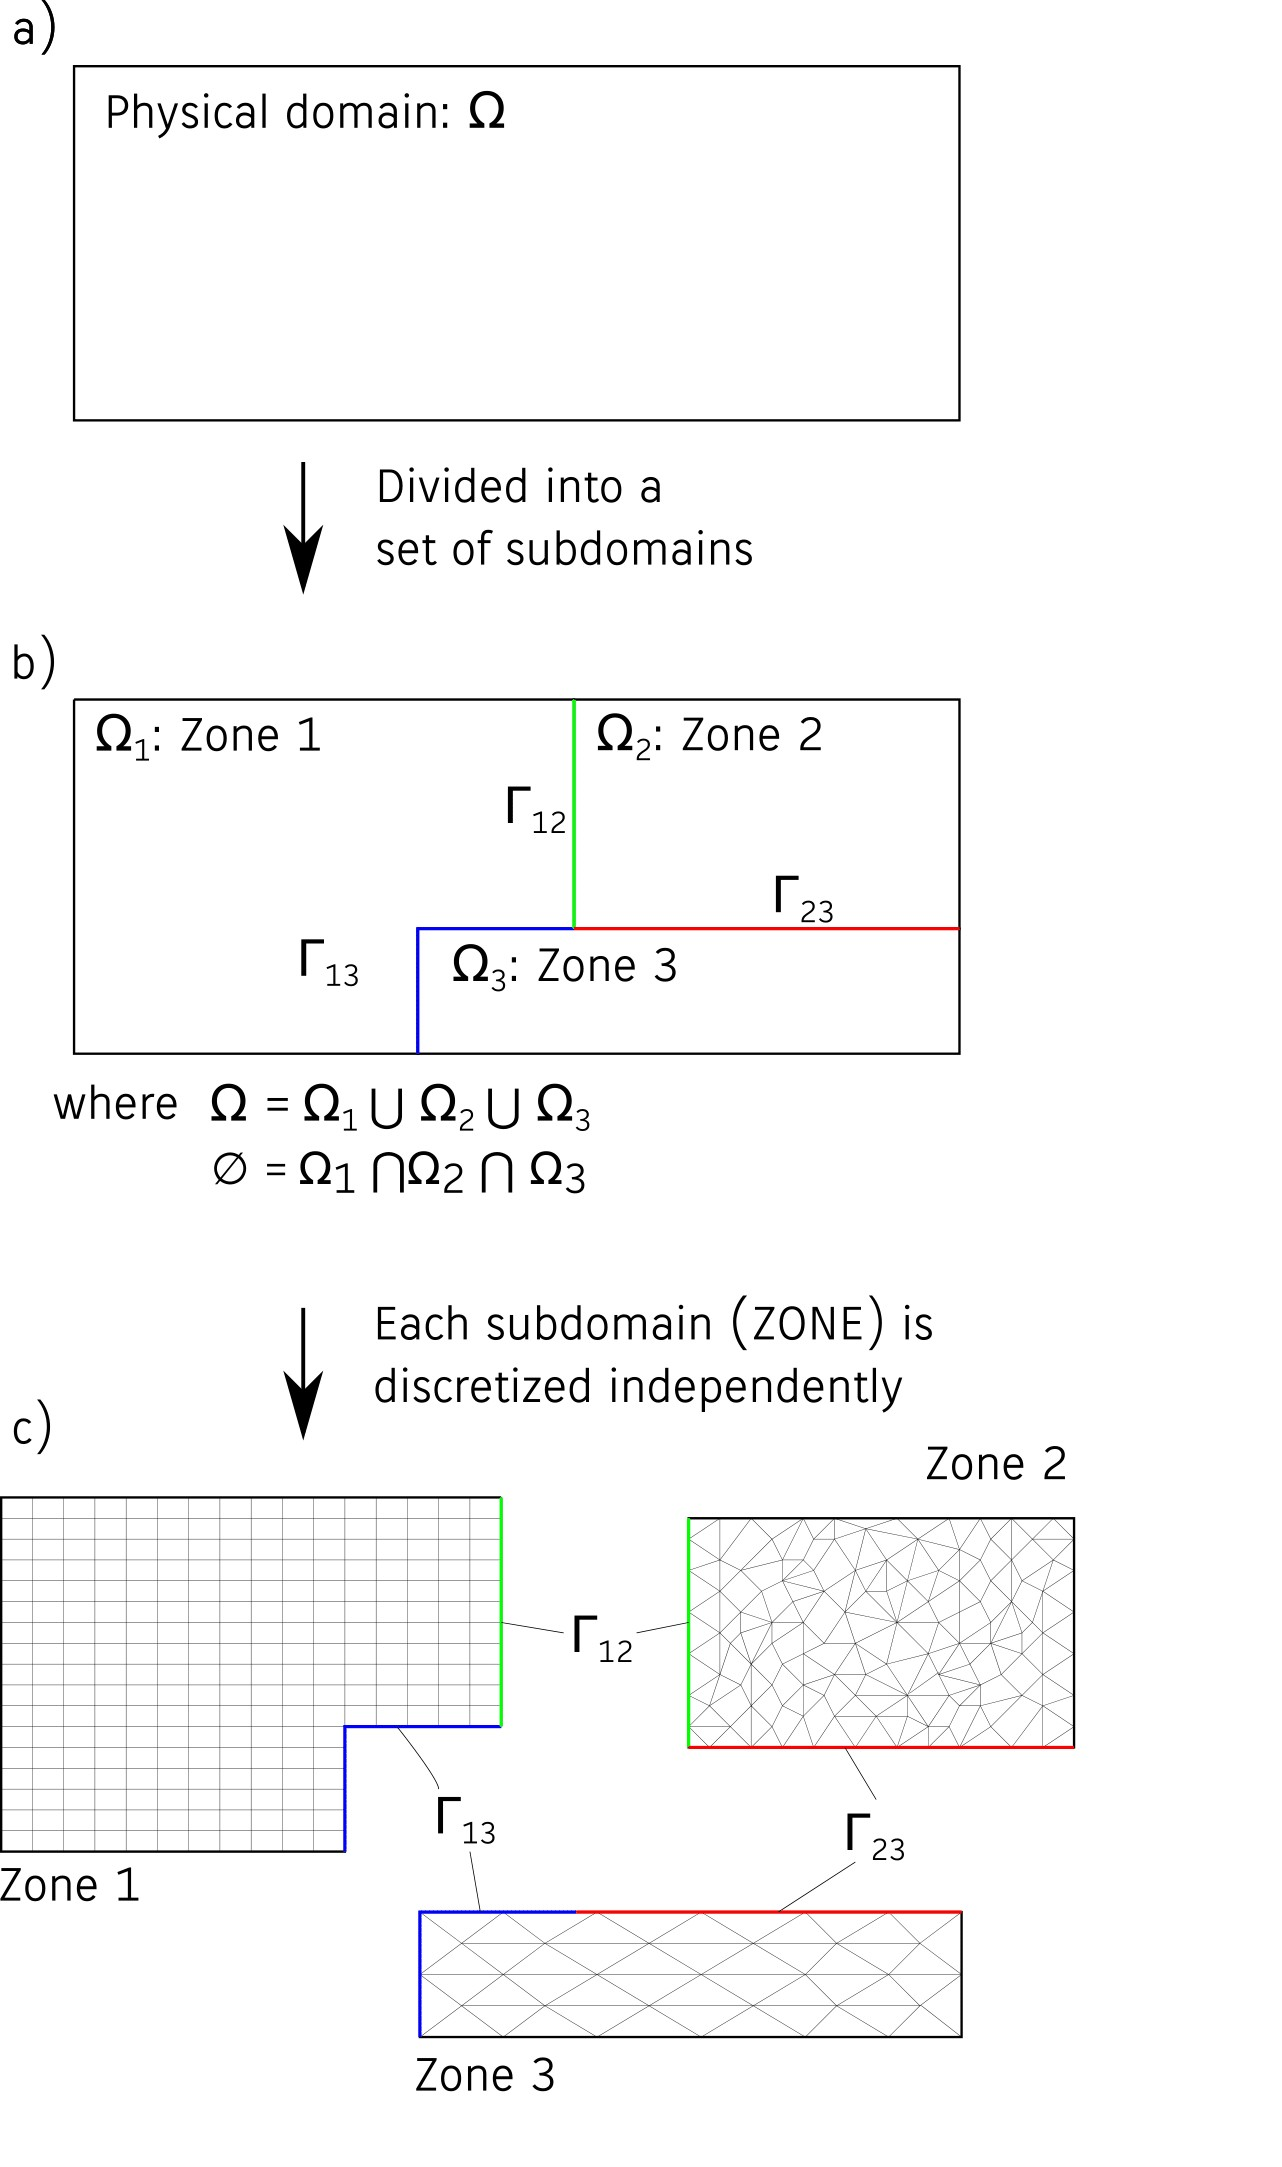 a)
Physical domain: Ω
Divided into a
set of subdomains
b)
Ω₁: Zone 1
Ω₂: Zone 2
Γ₁₂
Γ₂₃
Γ₁₃
Ω₃: Zone 3
where Ω = Ω₁ ⋃ Ω₂ ⋃ Ω₃
∅ = Ω₁ ⋂ Ω₂ ⋂ Ω₃
Each subdomain (ZONE) is
discretized independently
c)
Zone 2
Γ₁₂
Γ₁₃
Γ₂₃
Zone 1
Zone 3